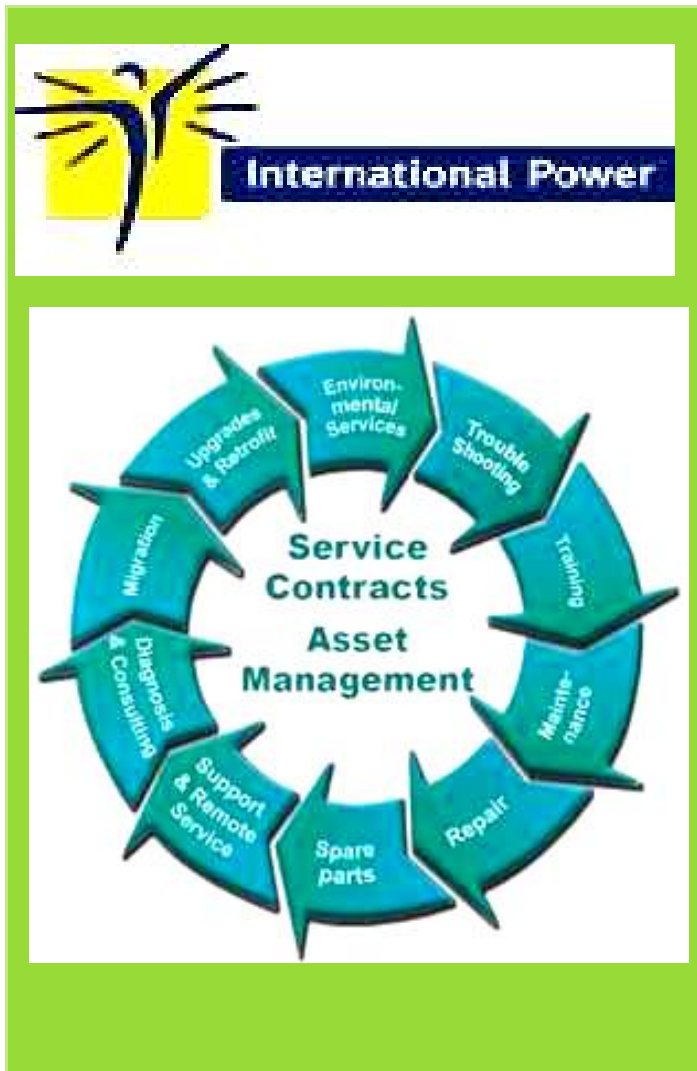 International Power
Environ-
mental
Services
Trouble
Shooting
Training
Mainte-
nance
Repair
Spare
parts
Support
& Remote
Service
Diagnosis
& Consulting
Migration
Upgrades
& Retrofit
Service
Contracts
Asset
Management